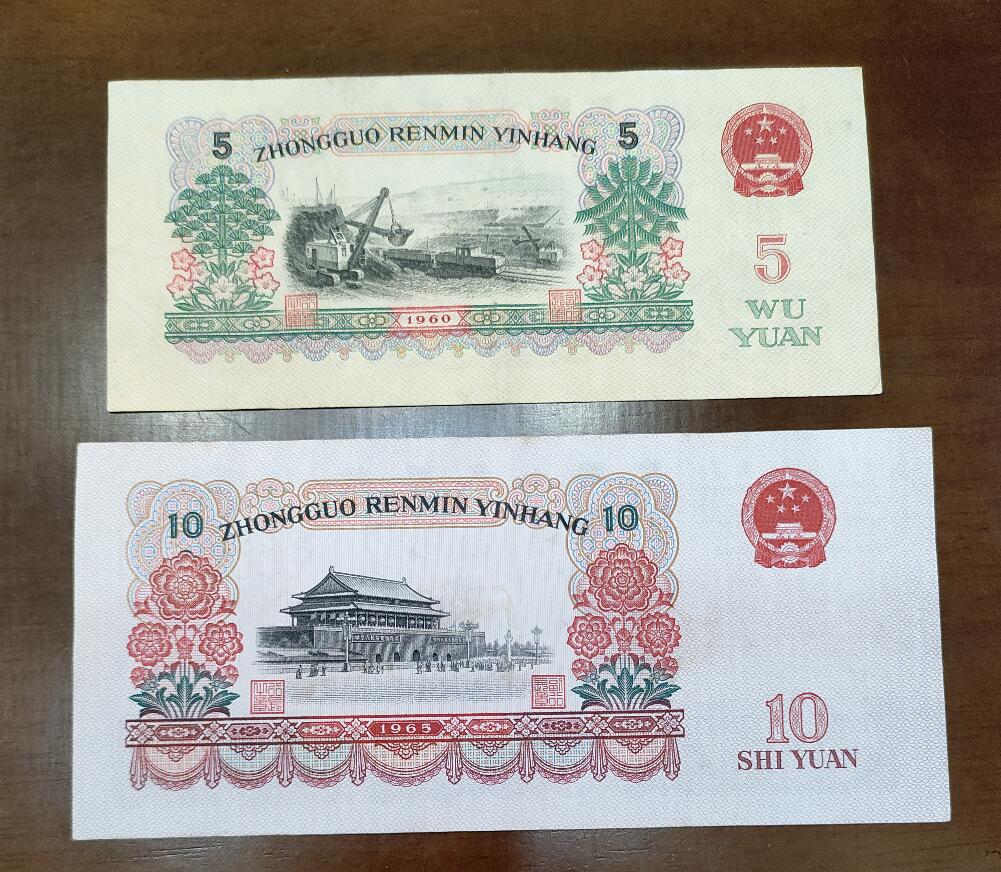 5 ZHONGGUO RENMIN YINHANG 5
5
WU
YUAN
1960
10 ZHONGGUO RENMIN YINHANG 10
10
SHI YUAN
1965